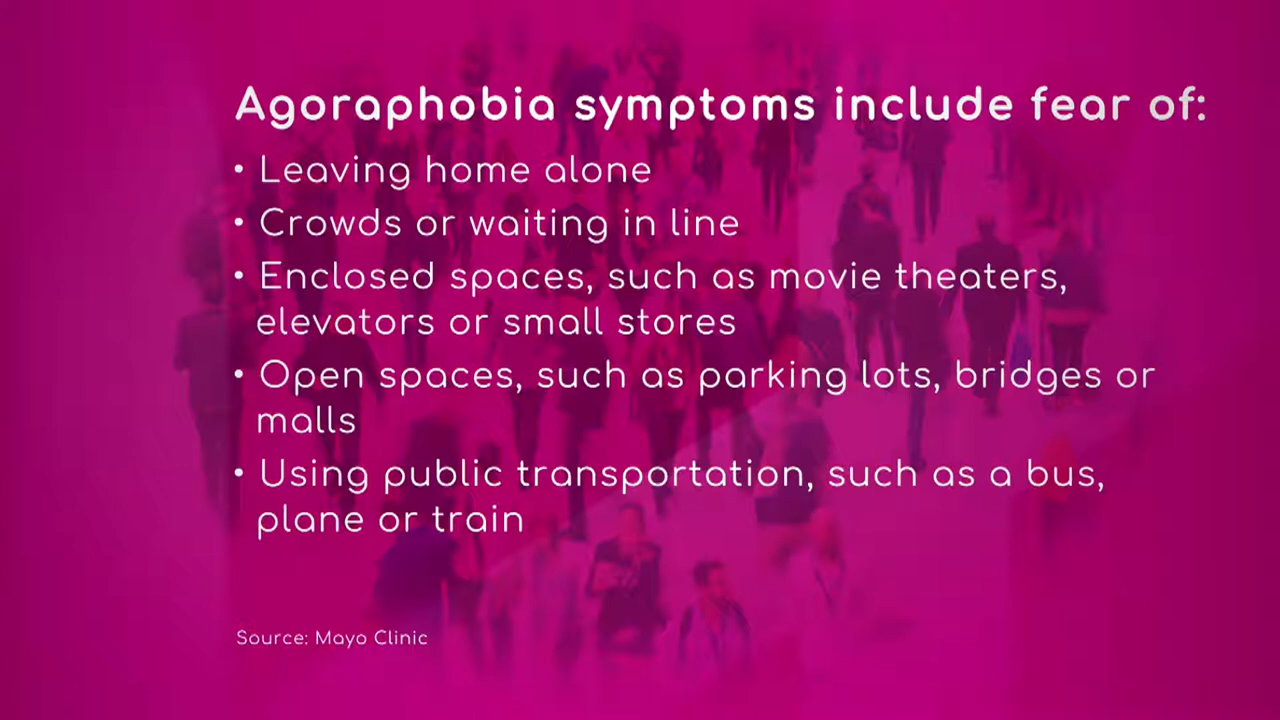 Agoraphobia symptoms include fear of:
• Leaving home alone
• Crowds or waiting in line
• Enclosed spaces, such as movie theaters,
elevators or small stores
• Open spaces, such as parking lots, bridges or
malls
• Using public transportation, such as a bus,
plane or train
Source: Mayo Clinic